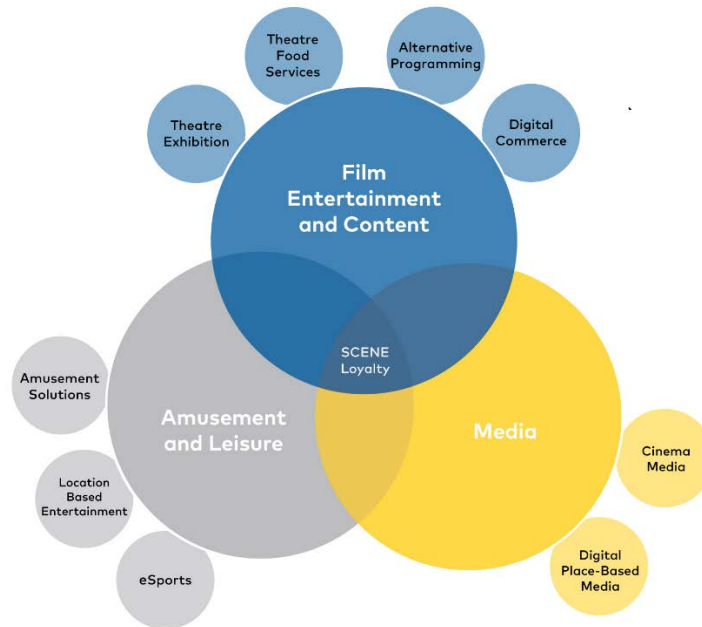 Theatre
Food
Services
Alternative
Programming
Theatre
Exhibition
Digital
Commerce
Film
Entertainment
and Content
SCENE
Loyalty
Amusement
Solutions
Amusement
and Leisure
Media
Cinema
Media
Location
Based
Entertainment
Digital
Place-Based
Media
eSports